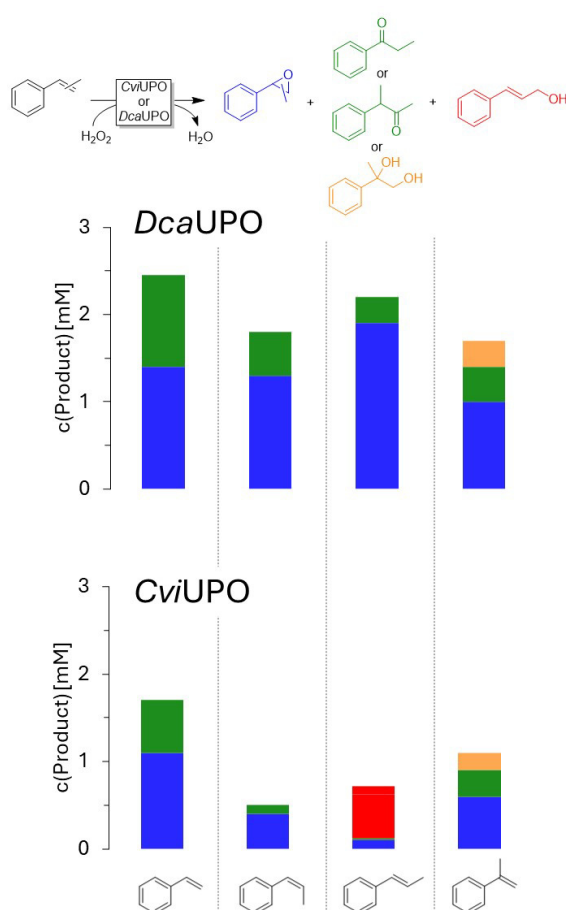 O
CviUPO
or
DcaUPO
H2O2
H2O
O
+
or
O
+
OH
or
OH
OH
DcaUPO
3
2
1
0
c(Product) [mM]
CviUPO
3
2
1
0
c(Product) [mM]